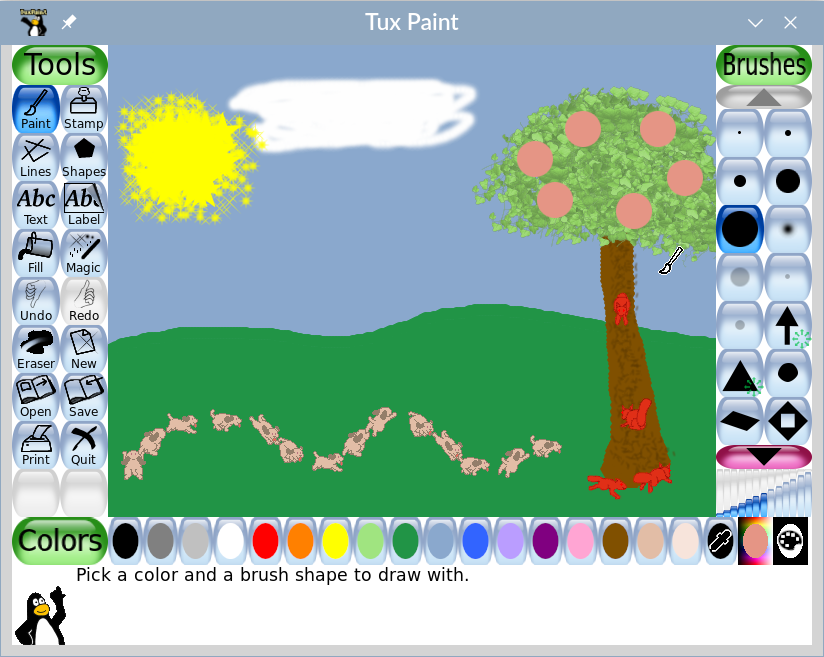 Tux Paint
Tools
Brushes
Paint
Stamp
Lines
Shapes
Abc
Text
Abc
Label
Fill
Magic
Undo
Redo
Eraser
New
Open
Save
Print
Quit
Colors
Pick a color and a brush shape to draw with.